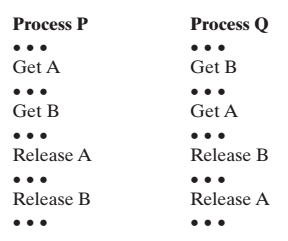 Process P Process Q
• • • • • •
Get A Get B
• • • • • •
Get B Get A
• • • • • •
Release A Release B
• • • • • •
Release B Release A
• • • • • •